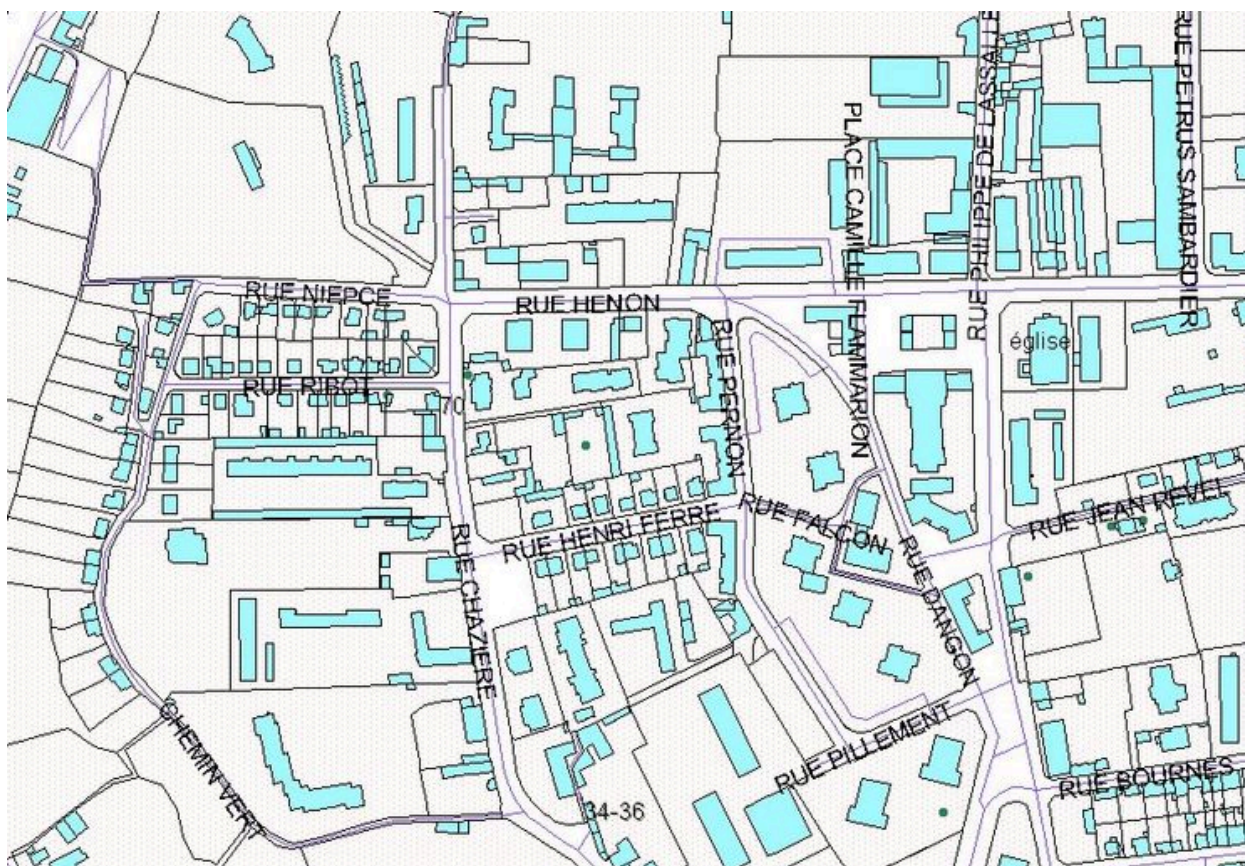 RUE PHILIPPE DE LASSALLE
RUE PETRUS SAMBARDIER
PLACE CAMILLE FLAMMARION
RUE NIEPCE
RUE HENON
église
RUE RIBOT
70
RUE PERNON
RUE HENRI FERRE
RUE FALCON
RUE JEAN REVEL
RUE CHAZIERE
RUE DANGON
CHEMIN VERT
RUE PILLEMENT
RUE BOURNES
34-36